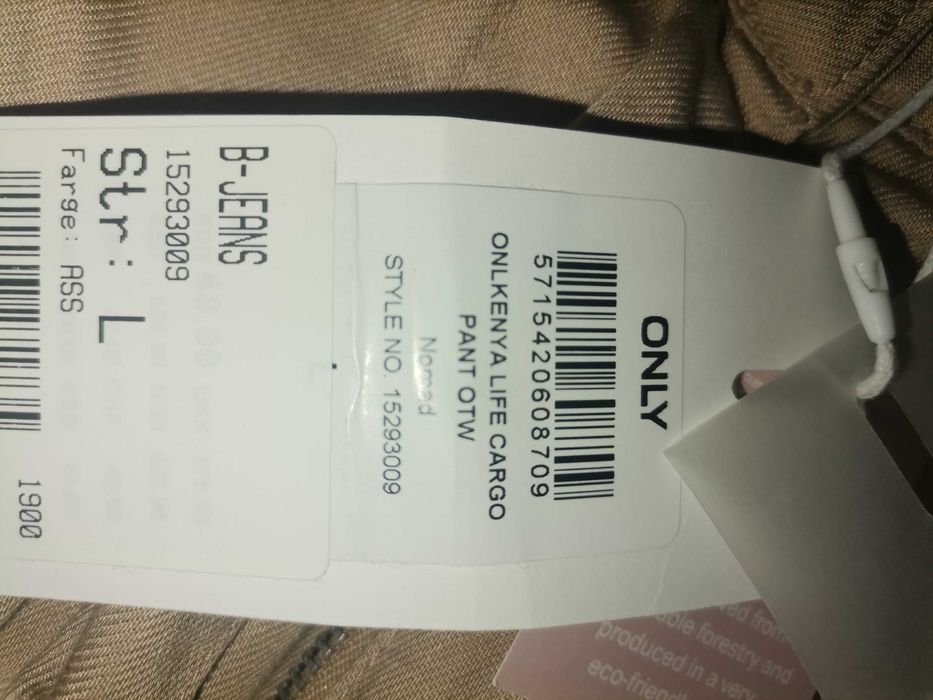 ONLY
5715420608709
ONLKENYA LIFE CARGO
PANT OTW
Nomad
STYLE NO. 15293009
B-JEANS
15293009
Str: L
Farge: ASS
1900
produced in a very
eco-friend